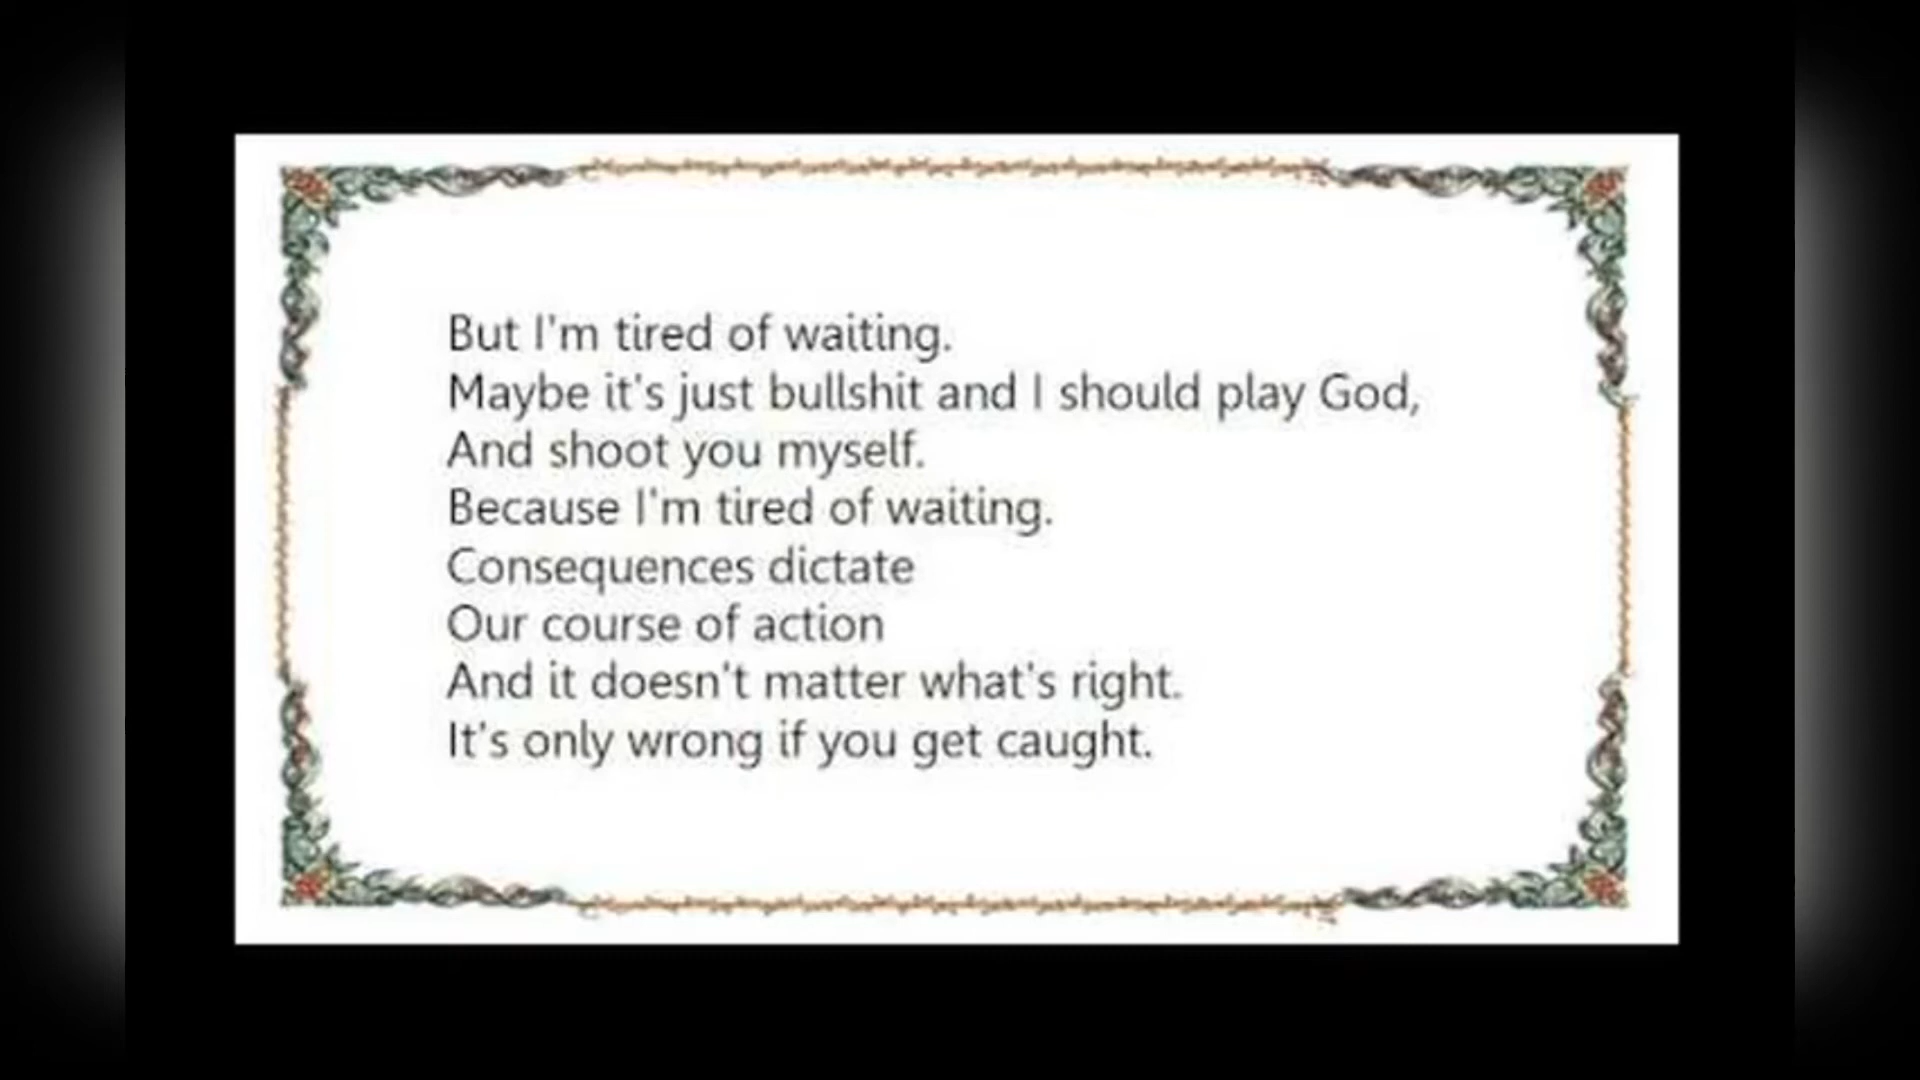 But I'm tired of waiting.
Maybe it's just bullshit and I should play God,
And shoot you myself.
Because I'm tired of waiting.
Consequences dictate
Our course of action
And it doesn't matter what's right.
It's only wrong if you get caught.